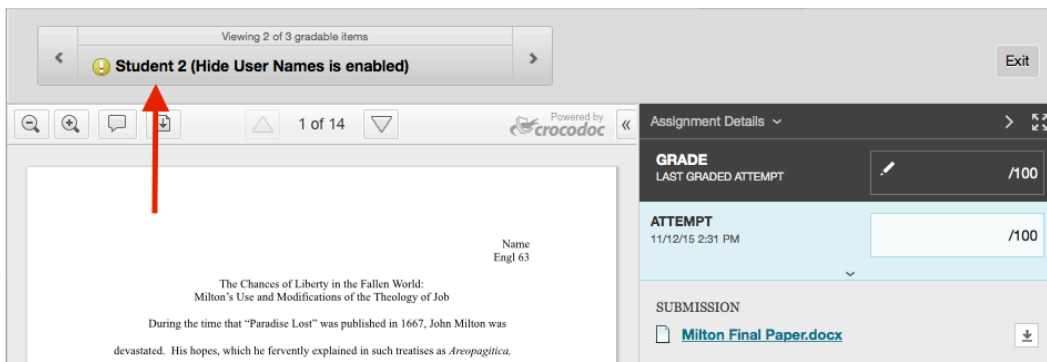 Viewing 2 of 3 gradable items
Student 2 (Hide User Names is enabled)
Exit
1 of 14
Powered by
crocodoc
Assignment Details
GRADE
LAST GRADED ATTEMPT
/100
ATTEMPT
11/12/15 2:31 PM
/100
SUBMISSION
Milton Final Paper.docx
Name
Engl 63
The Chances of Liberty in the Fallen World:
Milton's Use and Modifications of the Theology of Job
During the time that “Paradise Lost” was published in 1667, John Milton was
devastated. His hopes, which he fervently explained in such treatises as Areopagitica,